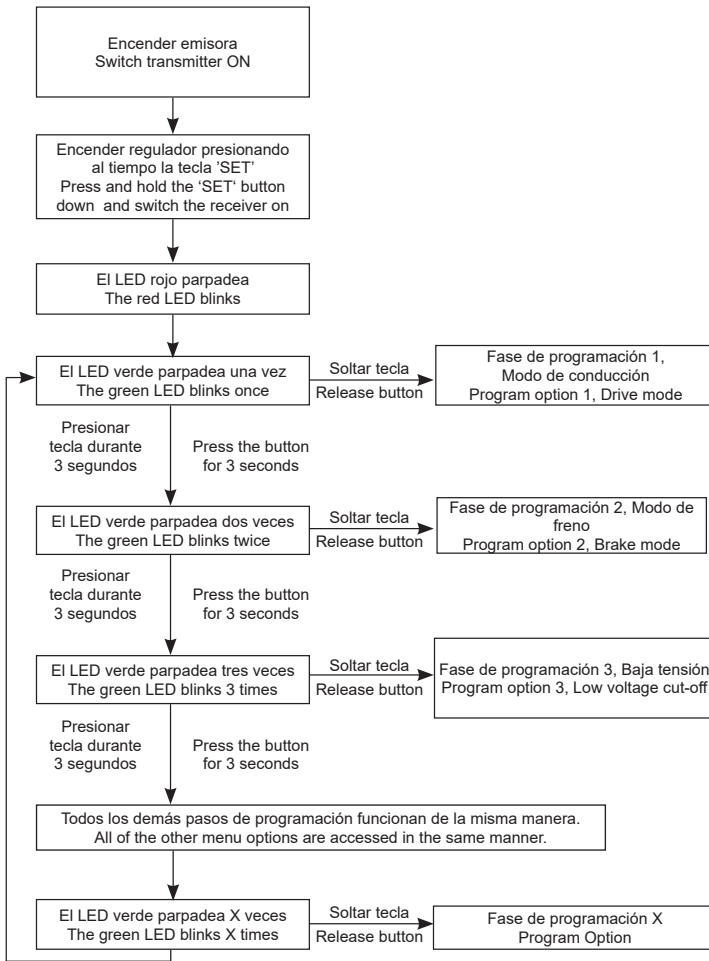 Encender emisora
Switch transmitter ON
Encender regulador presionando
al tiempo la tecla ’SET’
Press and hold the ‘SET‘ button
down and switch the receiver on
El LED rojo parpadea
The red LED blinks
El LED verde parpadea una vez
The green LED blinks once
Soltar tecla
Release button
Fase de programación 1,
Modo de conducción
Program option 1, Drive mode
Presionar
tecla durante
3 segundos
Press the button
for 3 seconds
El LED verde parpadea dos veces
The green LED blinks twice
Soltar tecla
Release button
Fase de programación 2, Modo de
freno
Program option 2, Brake mode
Presionar
tecla durante
3 segundos
Press the button
for 3 seconds
El LED verde parpadea tres veces
The green LED blinks 3 times
Soltar tecla
Release button
Fase de programación 3, Baja tensión
Program option 3, Low voltage cut-off
Presionar
tecla durante
3 segundos
Press the button
for 3 seconds
Todos los demás pasos de programación funcionan de la misma manera.
All of the other menu options are accessed in the same manner.
El LED verde parpadea X veces
The green LED blinks X times
Soltar tecla
Release button
Fase de programación X
Program Option